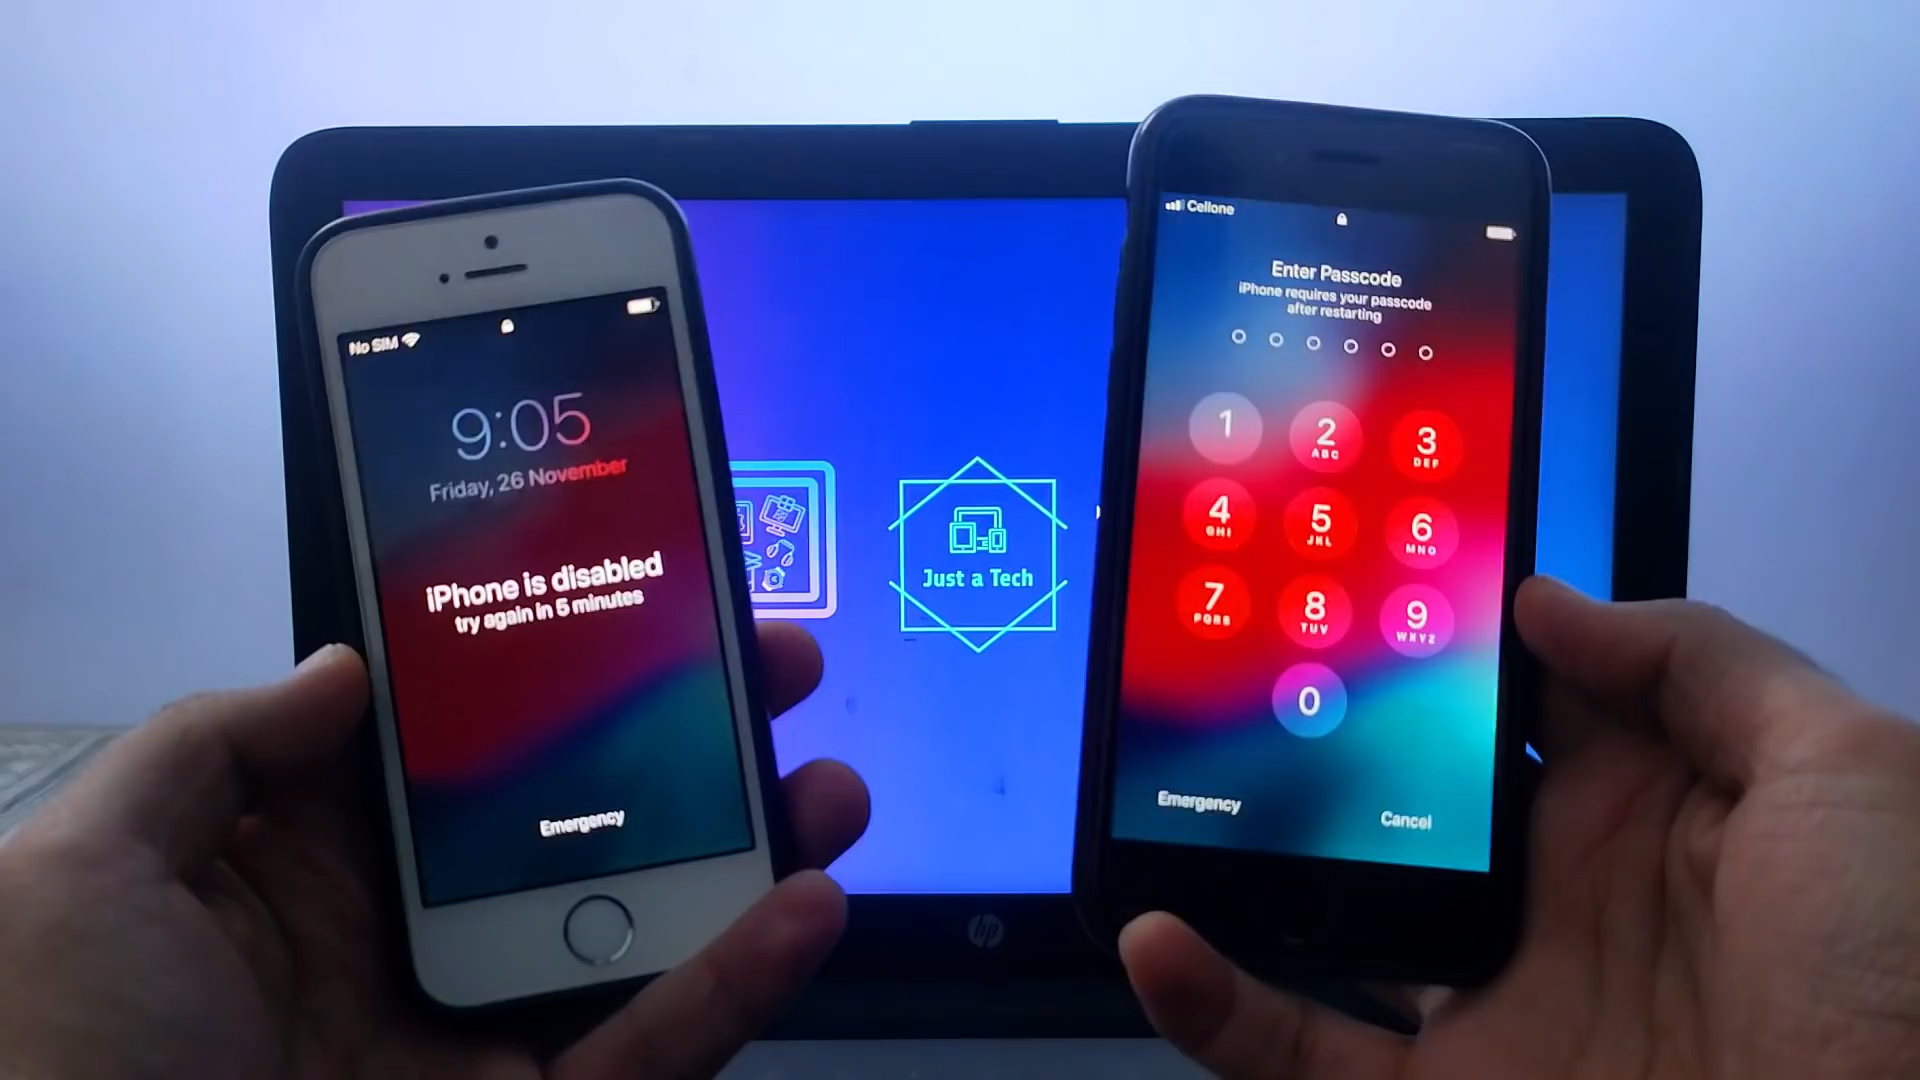 No SIM
9:05
Friday, 26 November
iPhone is disabled
try again in 5 minutes
Emergency
Just a Tech
hp
Cellone
Enter Passcode
iPhone requires your passcode
after restarting
1
2
ABC
3
DEF
4
GHI
5
JKL
6
MNO
7
PQRS
8
TUV
9
WXYZ
0
Emergency
Cancel